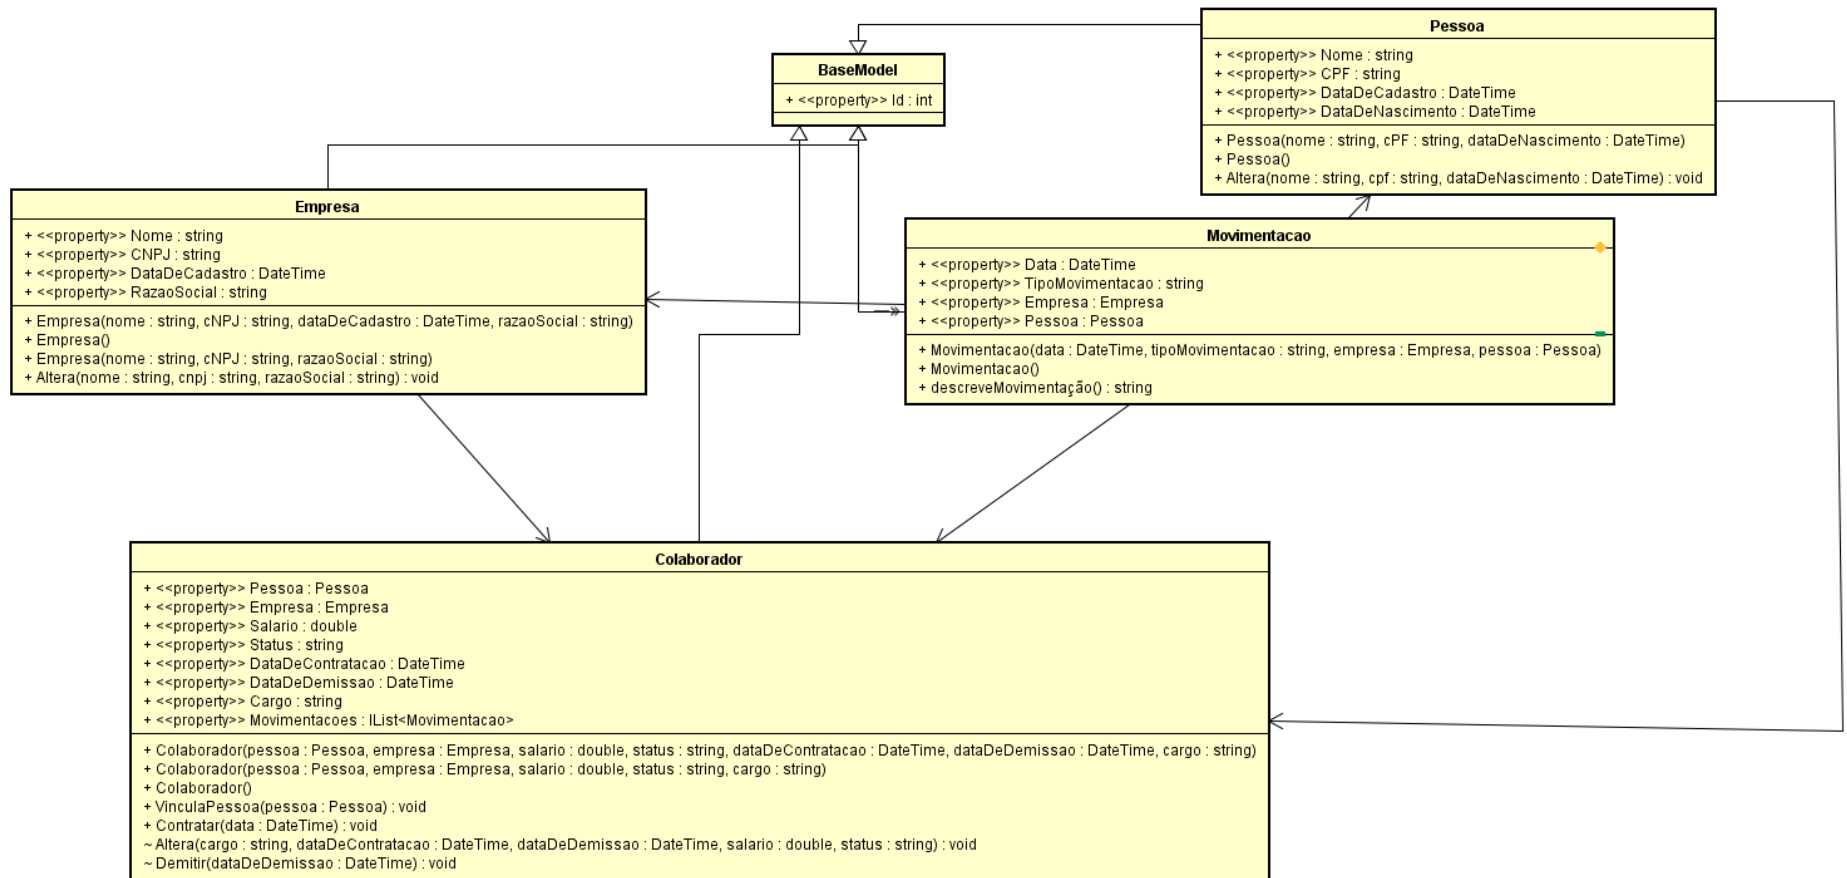 BaseModel
+ <<property>> Id : int
Pessoa
+ <<property>> Nome : string
+ <<property>> CPF : string
+ <<property>> DataDeCadastro : DateTime
+ <<property>> DataDeNascimento : DateTime
+ Pessoa(nome : string, cPF : string, dataDeNascimento : DateTime)
+ Pessoa()
+ Altera(nome : string, cpf : string, dataDeNascimento : DateTime) : void
Empresa
+ <<property>> Nome : string
+ <<property>> CNPJ : string
+ <<property>> DataDeCadastro : DateTime
+ <<property>> RazaoSocial : string
+ Empresa(nome : string, cNPJ : string, dataDeCadastro : DateTime, razaoSocial : string)
+ Empresa()
+ Empresa(nome : string, cNPJ : string, razaoSocial : string)
+ Altera(nome : string, cnpj : string, razaoSocial : string) : void
Movimentacao
+ <<property>> Data : DateTime
+ <<property>> TipoMovimentacao : string
+ <<property>> Empresa : Empresa
+ <<property>> Pessoa : Pessoa
+ Movimentacao(data : DateTime, tipoMovimentacao : string, empresa : Empresa, pessoa : Pessoa)
+ Movimentacao()
+ descreveMovimentação() : string
Colaborador
+ <<property>> Pessoa : Pessoa
+ <<property>> Empresa : Empresa
+ <<property>> Salario : double
+ <<property>> Status : string
+ <<property>> DataDeContratacao : DateTime
+ <<property>> DataDeDemissao : DateTime
+ <<property>> Cargo : string
+ <<property>> Movimentacoes : IList<Movimentacao>
+ Colaborador(pessoa : Pessoa, empresa : Empresa, salario : double, status : string, dataDeContratacao : DateTime, dataDeDemissao : DateTime, cargo : string)
+ Colaborador(pessoa : Pessoa, empresa : Empresa, salario : double, status : string, cargo : string)
+ Colaborador()
+ VinculaPessoa(pessoa : Pessoa) : void
+ Contratar(data : DateTime) : void
~ Altera(cargo : string, dataDeContratacao : DateTime, dataDeDemissao : DateTime, salario : double, status : string) : void
~ Demitir(dataDeDemissao : DateTime) : void